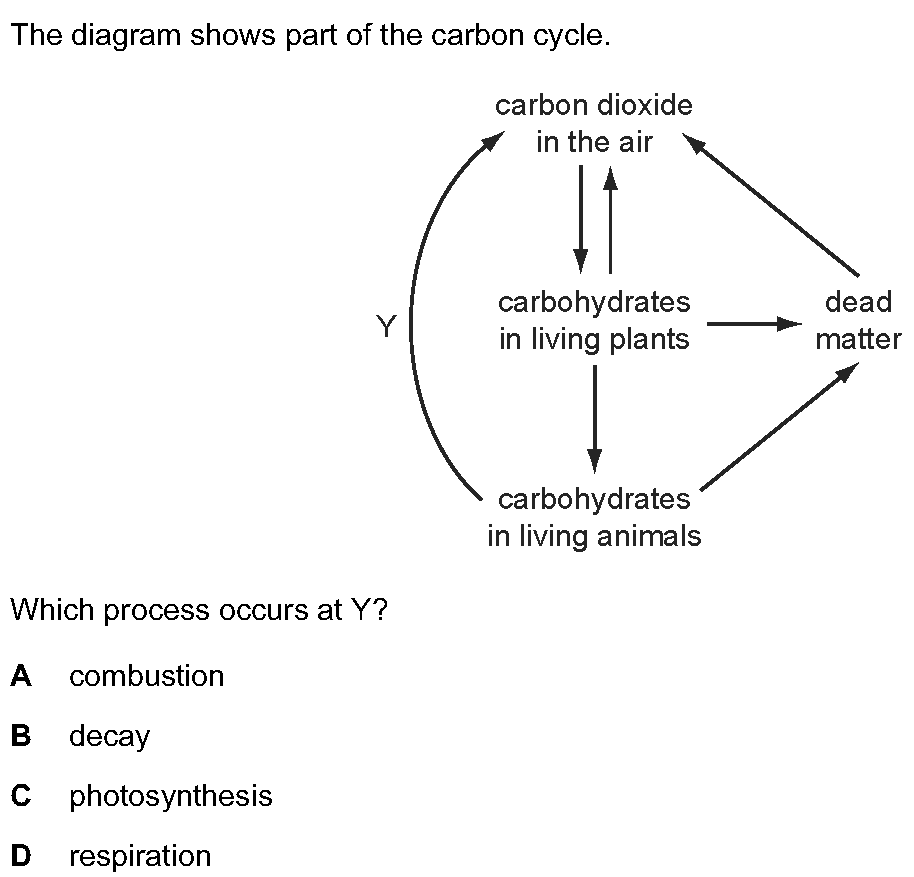 The diagram shows part of the carbon cycle.
carbon dioxide
in the air
Y
carbohydrates
in living plants
dead
matter
carbohydrates
in living animals
Which process occurs at Y?
A combustion
B decay
C photosynthesis
D respiration